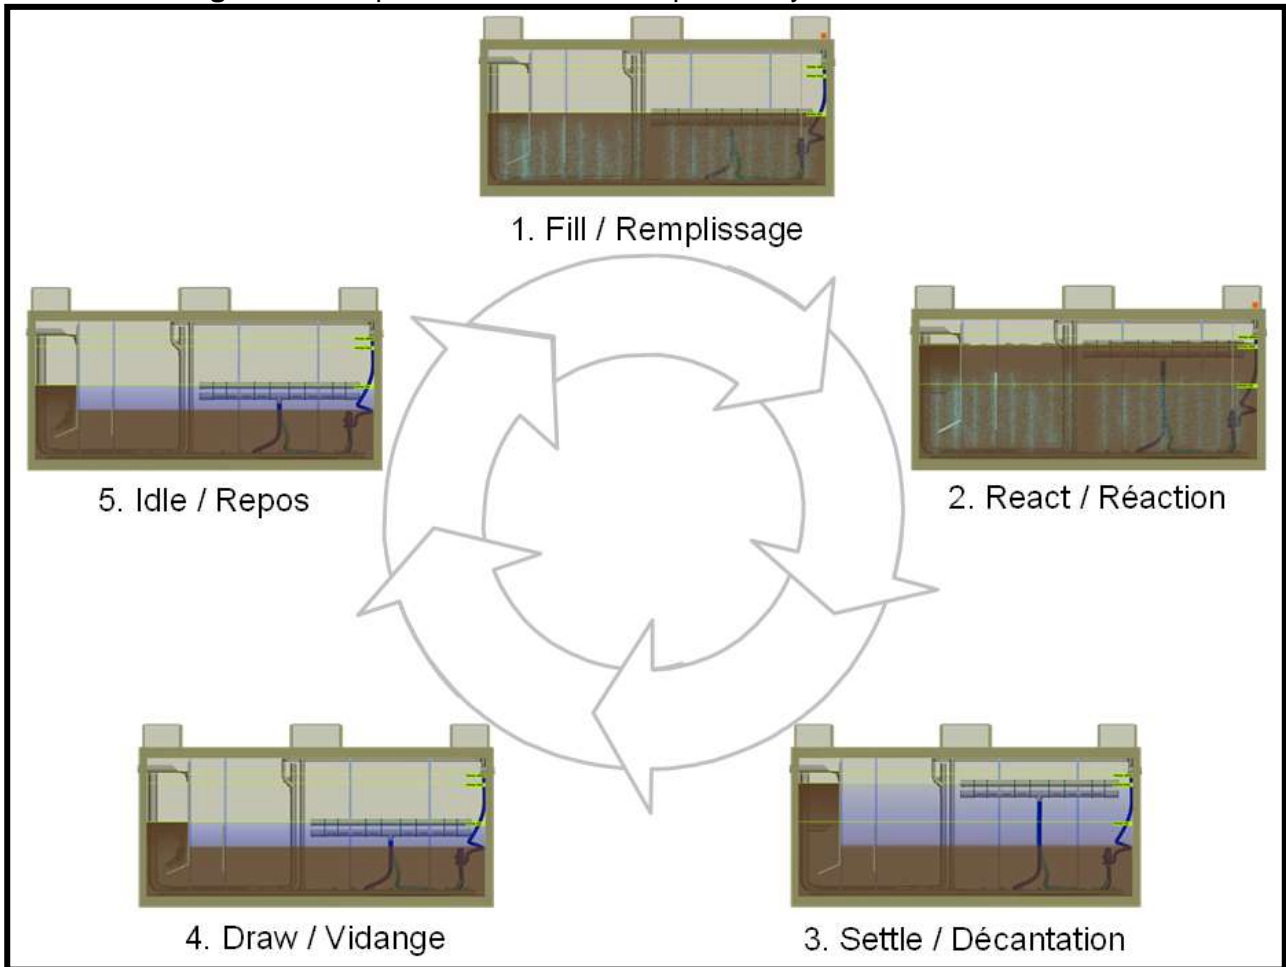 1. Fill / Remplissage
5. Idle / Repos
2. React / Réaction
4. Draw / Vidange
3. Settle / Décantation